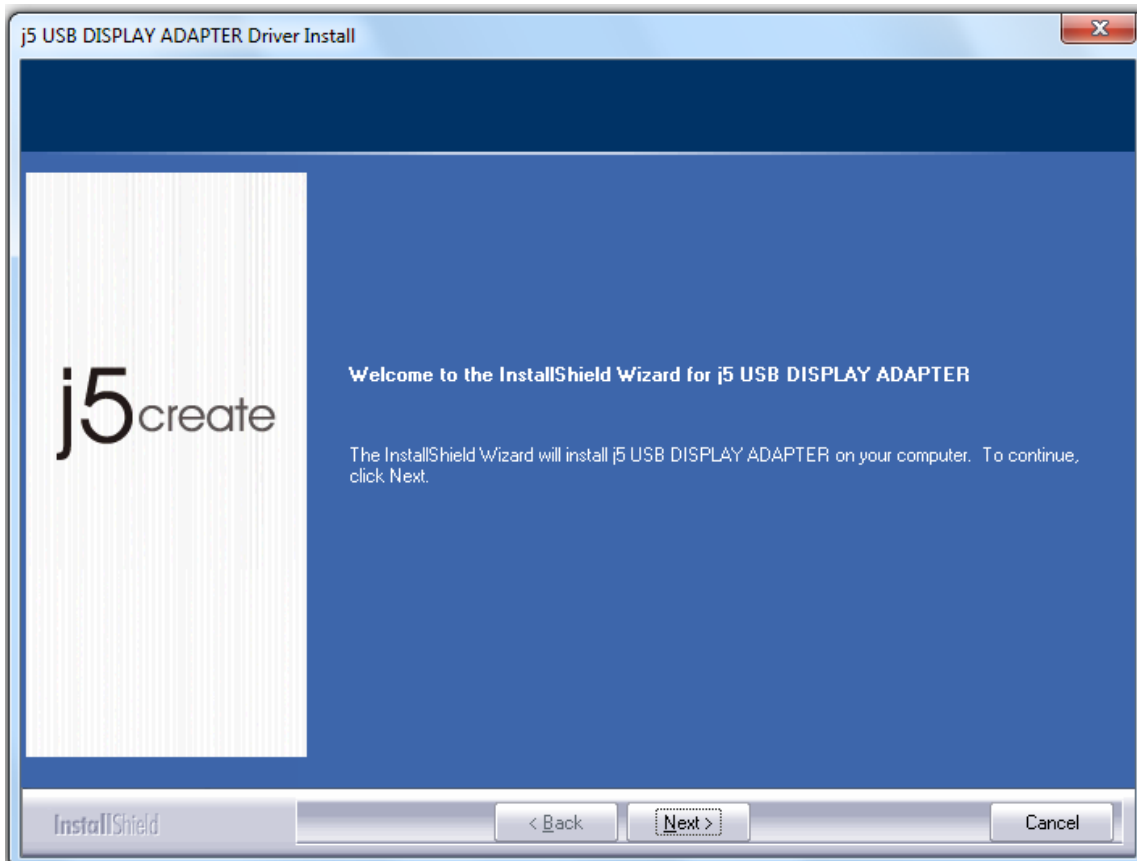 j5 USB DISPLAY ADAPTER Driver Install
j5create
Welcome to the InstallShield Wizard for j5 USB DISPLAY ADAPTER
The InstallShield Wizard will install j5 USB DISPLAY ADAPTER on your computer. To continue,
click Next.
InstallShield
< Back
Next >
Cancel